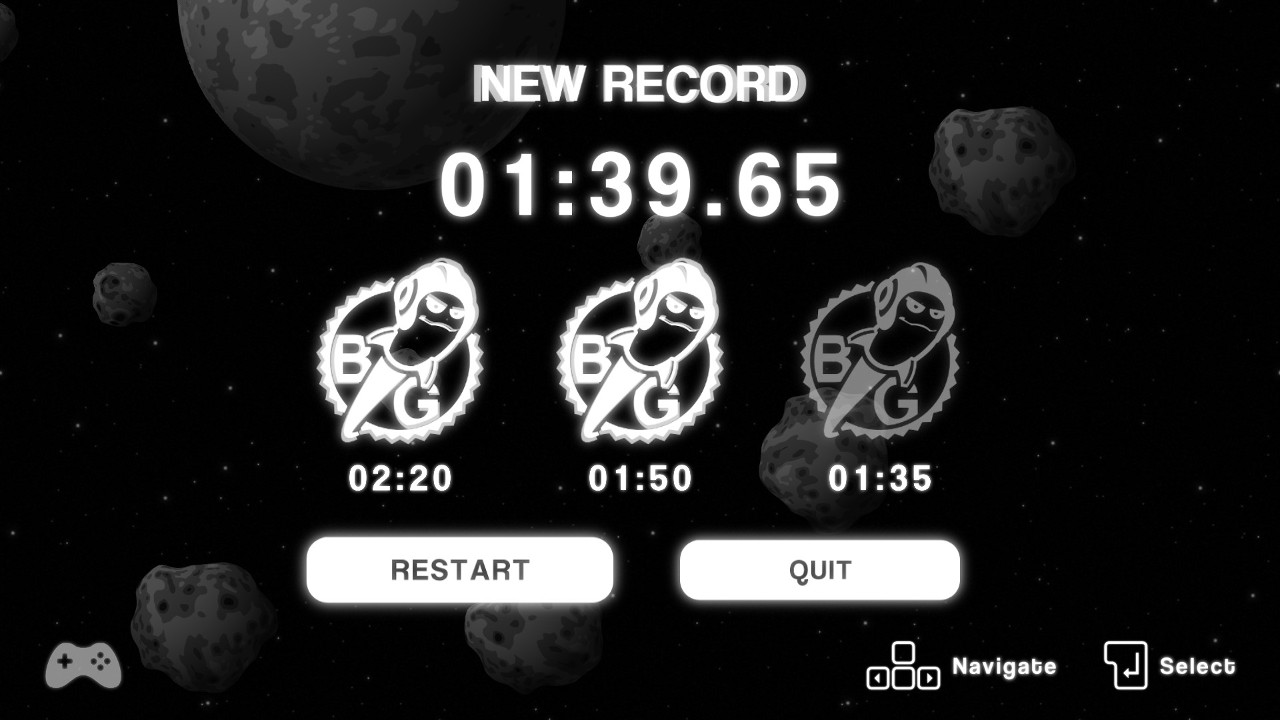 NEW RECORD
01:39.65
B G
B G
B G
02:20
01:50
01:35
RESTART
QUIT
Navigate
Select